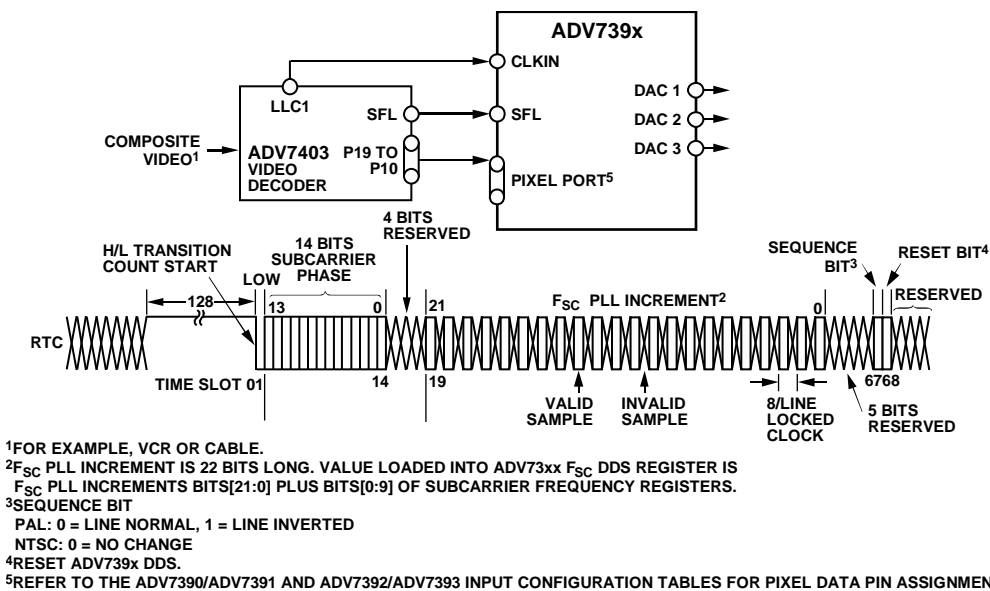 ADV739x
CLKIN
LLC1
DAC 1
SFL
SFL
DAC 2
COMPOSITE
VIDEO1
ADV7403
VIDEO
DECODER
P19 TO
P10
DAC 3
PIXEL PORT5
4 BITS
RESERVED
H/L TRANSITION
COUNT START
14 BITS
SUBCARRIER
PHASE
SEQUENCE
BIT3
RESET BIT4
LOW
RESERVED
128
13
0
21
FSC PLL INCREMENT2
0
RTC
TIME SLOT 01
14
19
6768
VALID
SAMPLE
INVALID
SAMPLE
8/LINE
LOCKED
CLOCK
5 BITS
RESERVED
1FOR EXAMPLE, VCR OR CABLE.
2FSC PLL INCREMENT IS 22 BITS LONG. VALUE LOADED INTO ADV73xx FSC DDS REGISTER IS
FSC PLL INCREMENTS BITS[21:0] PLUS BITS[0:9] OF SUBCARRIER FREQUENCY REGISTERS.
3SEQUENCE BIT
PAL: 0 = LINE NORMAL, 1 = LINE INVERTED
NTSC: 0 = NO CHANGE
4RESET ADV739x DDS.
5REFER TO THE ADV7390/ADV7391 AND ADV7392/ADV7393 INPUT CONFIGURATION TABLES FOR PIXEL DATA PIN ASSIGNMEN